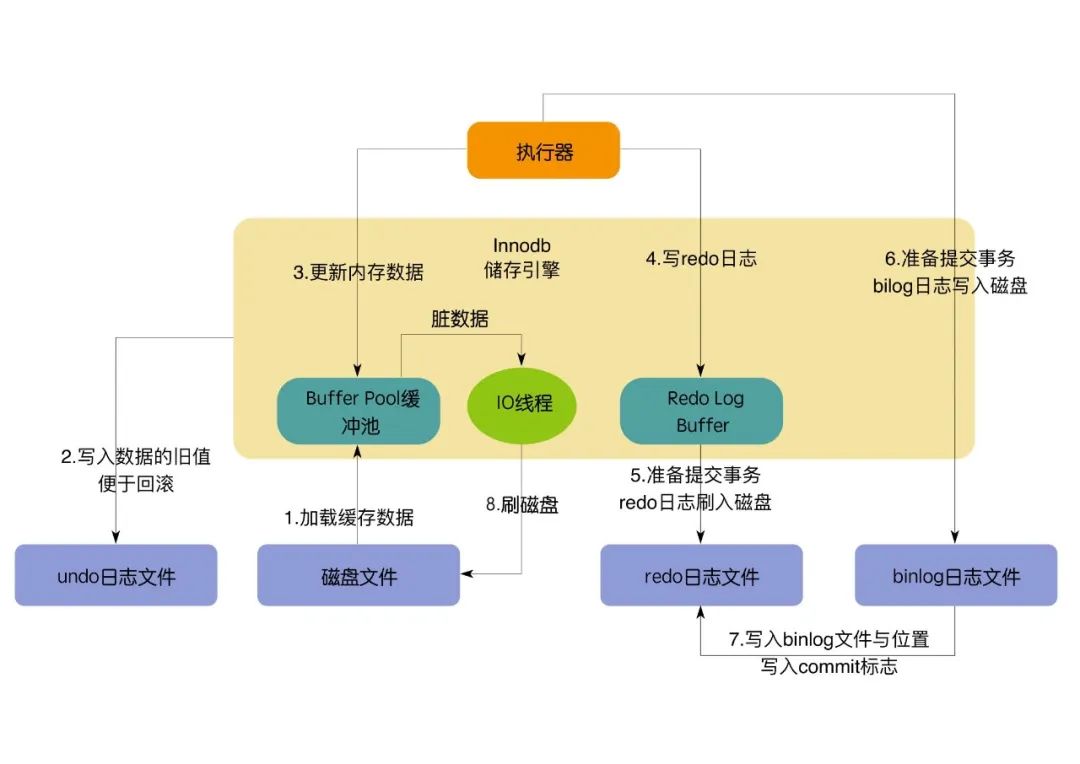 执行器
Innodb
储存引擎
3.更新内存数据
4.写redo日志
6.准备提交事务
bilog日志写入磁盘
脏数据
Buffer Pool缓
冲池
IO线程
Redo Log
Buffer
2.写入数据的旧值
便于回滚
1.加载缓存数据
8.刷磁盘
5.准备提交事务
redo日志刷入磁盘
undo日志文件
磁盘文件
redo日志文件
binlog日志文件
7.写入binlog文件与位置
写入commit标志